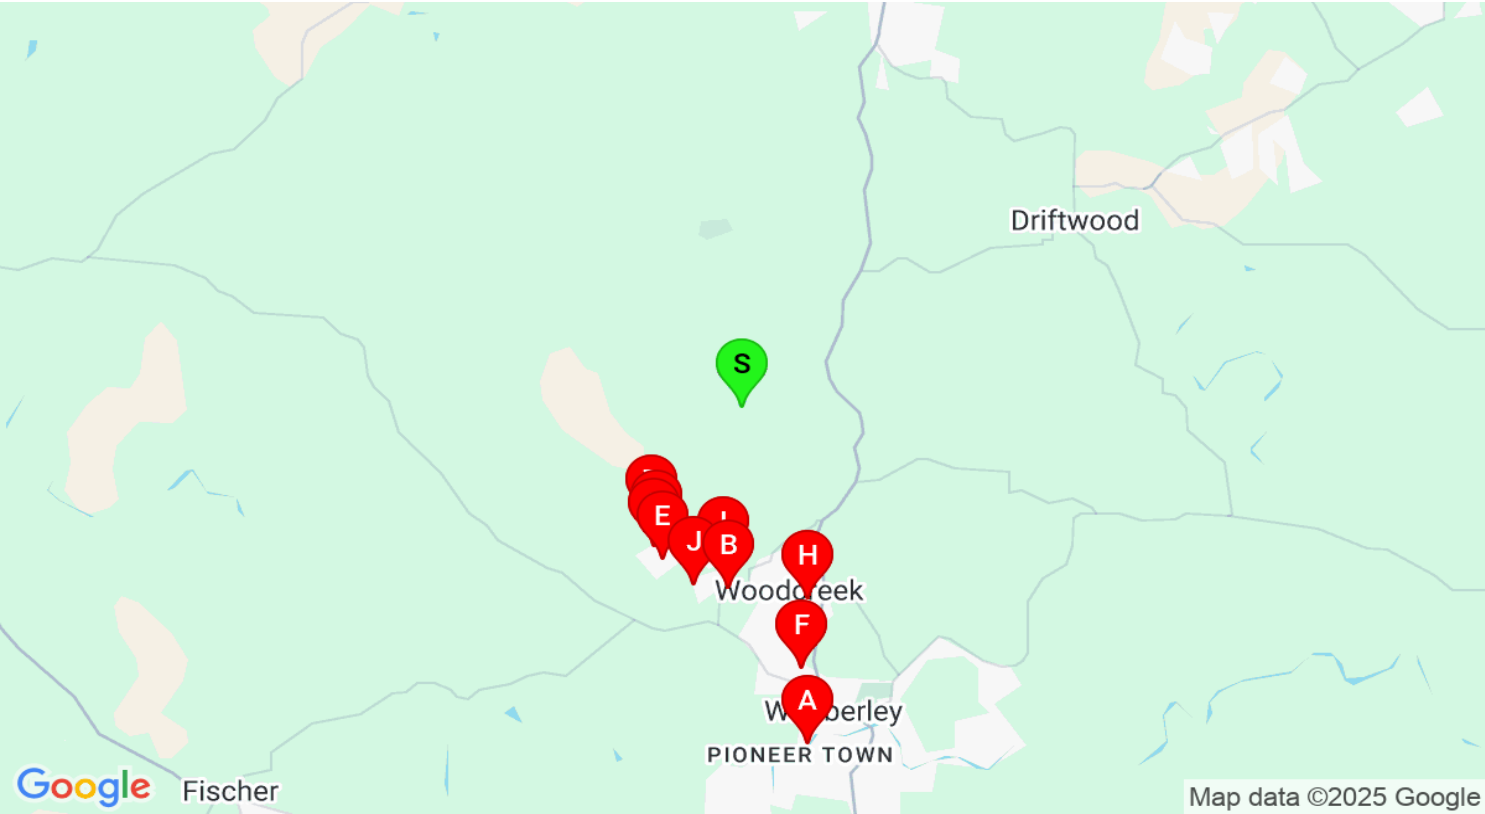 Driftwood
S
E
J
B
H
Woodcreek
F
A
Wimberley
PIONEER TOWN
Google
Fischer
Map data ©2025 Google